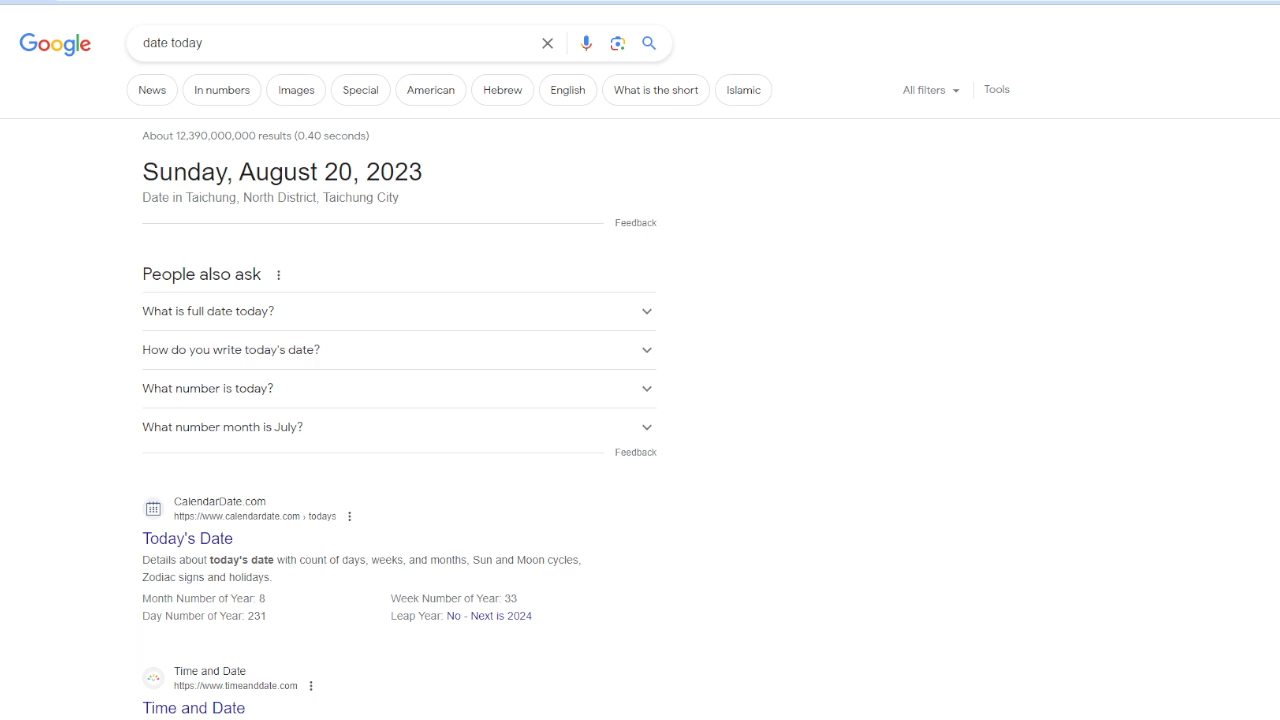 Google
date today
News
In numbers
Images
Special
American
Hebrew
English
What is the short
Islamic
All filters
Tools
About 12,390,000,000 results (0.40 seconds)
Sunday, August 20, 2023
Date in Taichung, North District, Taichung City
Feedback
People also ask
What is full date today?
How do you write today's date?
What number is today?
What number month is July?
Feedback
CalendarDate.com
https://www.calendardate.com › todays
Today's Date
Details about today's date with count of days, weeks, and months, Sun and Moon cycles,
Zodiac signs and holidays.
Month Number of Year: 8
Week Number of Year: 33
Day Number of Year: 231
Leap Year: No - Next is 2024
Time and Date
https://www.timeanddate.com
Time and Date